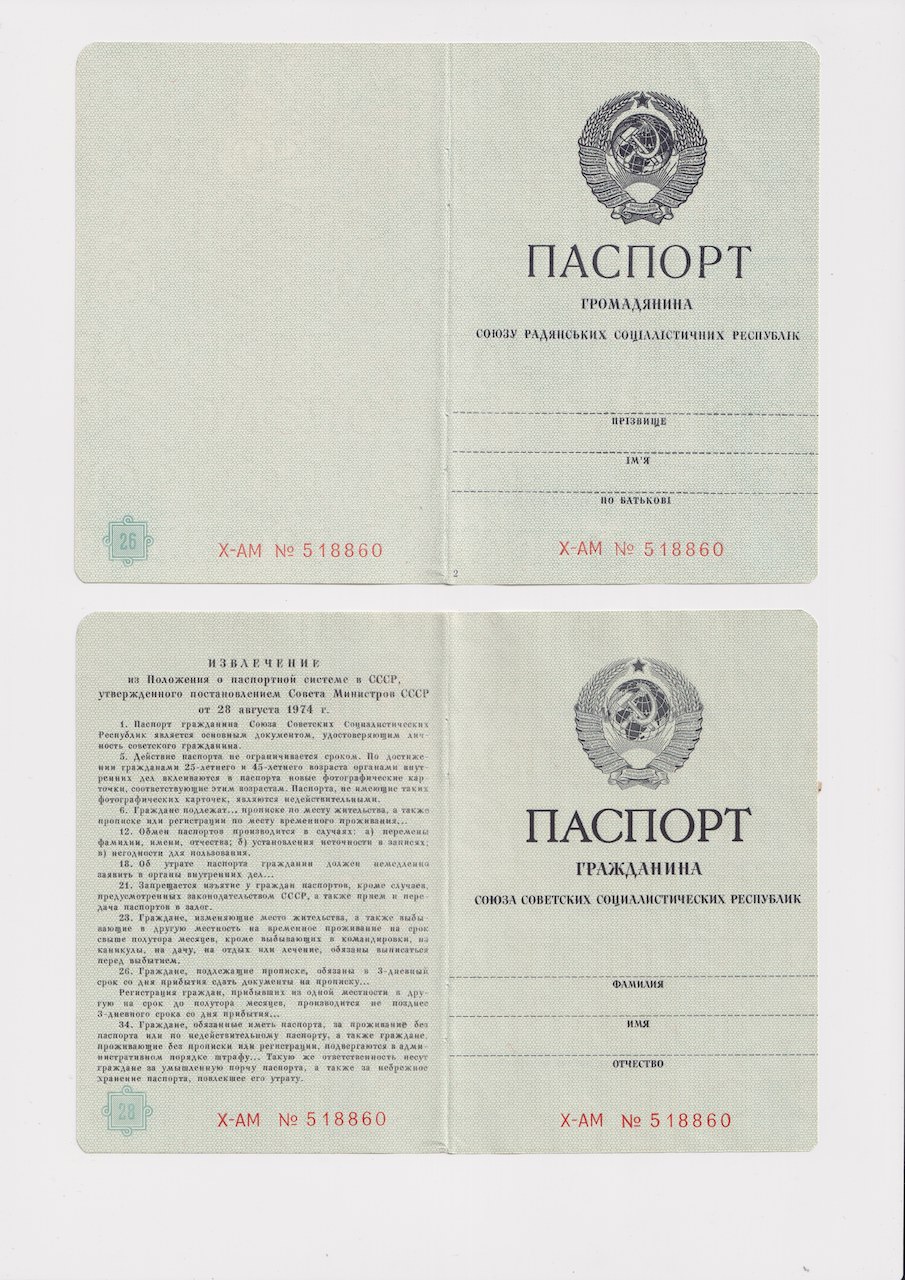 ПАСПОРТ
ГРОМАДЯНИНА
СОЮЗУ РАДЯНСЬКИХ СОЦІАЛІСТИЧНИХ РЕСПУБЛІК
ПРІЗВИЩЕ
ІМ'Я
ПО БАТЬКОВІ
26
X-АМ № 518860
X-АМ № 518860
2
ИЗВЛЕЧЕНИЕ
из Положения о паспортной системе в СССР,
утвержденного постановлением Совета Министров СССР
от 28 августа 1974 г.
1. Паспорт гражданина Союза Советских Социалистических
Республик является основным документом, удостоверяющим лич-
ность советского гражданина.
5. Действие паспорта не ограничивается сроком. По достиже-
нии гражданами 25-летнего и 45-летнего возраста органами внут-
ренних дел вклеиваются в паспорта новые фотографические кар
точки, соответствующие этим возрастам. Паспорта, не имеющие таких
фотографических карточек, являются недействительными.
6. Граждане подлежат... прописке по месту жительства, а также
прописке или регистрации по месту временного проживания...
12. Обмен паспортов производится в случаях: а) перемены
фамилии, имени, отчества; б) установления неточности в записях;
в) негодности для пользования.
18. Об утрате паспорта гражданин должен немедленно
заявить в органы внутренних дел...
21. Запрещается изъятие у граждан паспортов, кроме случаев,
предусмотренных законодательством СССР, а также прием и пере-
дача паспортов в залог.
23. Граждане, изменяющие место жительства, а также выбы
вающие в другую местность на временное проживание на срок
свыше полутора месяцев, кроме выбывающих в командировки, на
каникулы, на дачу, на отдых или лечение, обязаны выписаться
перед выбытием.
26. Граждане, подлежащие прописке, обязаны в 3-дневный
срок со дня прибытия сдать документы на прописку...
Регистрация граждан, прибывших из одной местности в дру-
гую на срок до полутора месяцев, производится не позднее
3-дневного срока со дня прибытия...
34. Граждане, обязанные иметь паспорта, за проживание без
паспорта или по недействительному паспорту, а также граждане,
проживающие без прописки или регистрации, подвергаются в адми-
нистративном порядке штрафу... Такую же ответственность несут
граждане за умышленную порчу паспорта, а также за небрежное
хранение паспорта, повлекшее его утрату.
28
X-АМ № 518860
ПАСПОРТ
ГРАЖДАНИНА
СОЮЗА СОВЕТСКИХ СОЦИАЛИСТИЧЕСКИХ РЕСПУБЛИК
ФАМИЛИЯ
ИМЯ
ОТЧЕСТВО
X-АМ № 518860